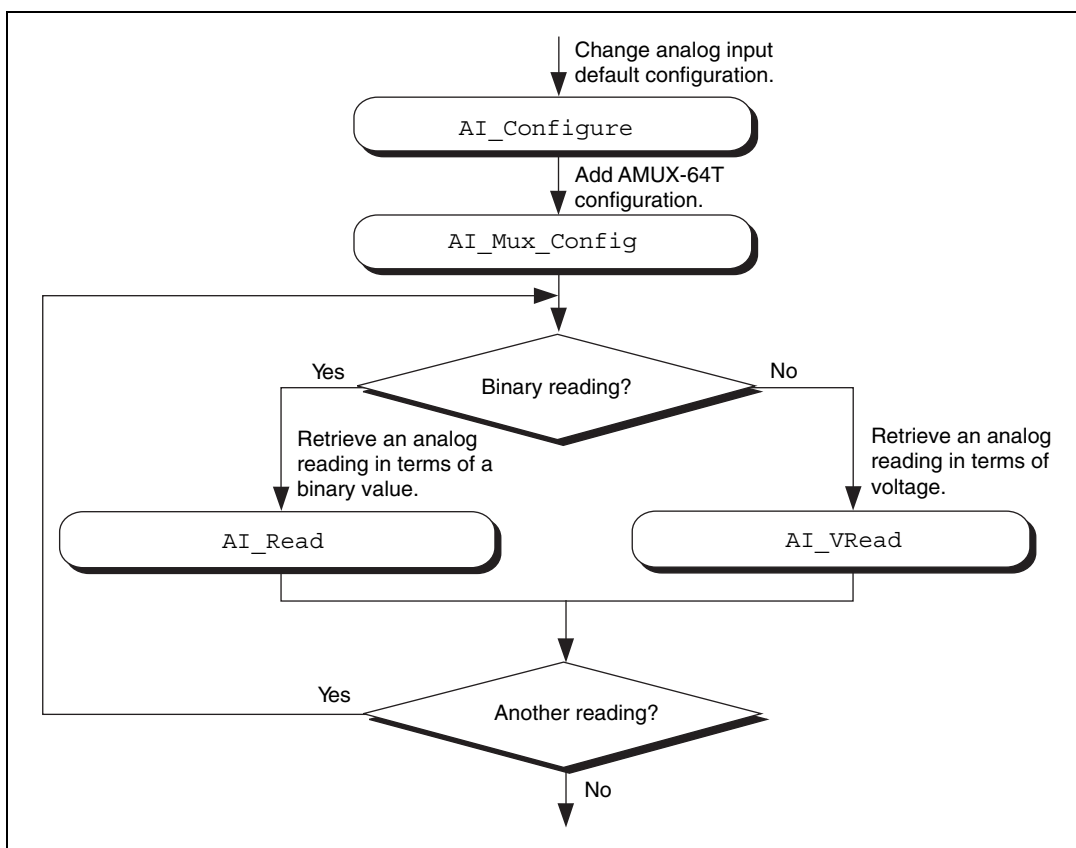 Change analog input
default configuration.
AI_Configure
Add AMUX-64T
configuration.
AI_Mux_Config
Yes
Binary reading?
No
Retrieve an analog
reading in terms of a
binary value.
Retrieve an analog
reading in terms of
voltage.
AI_Read
AI_VRead
Yes
Another reading?
No